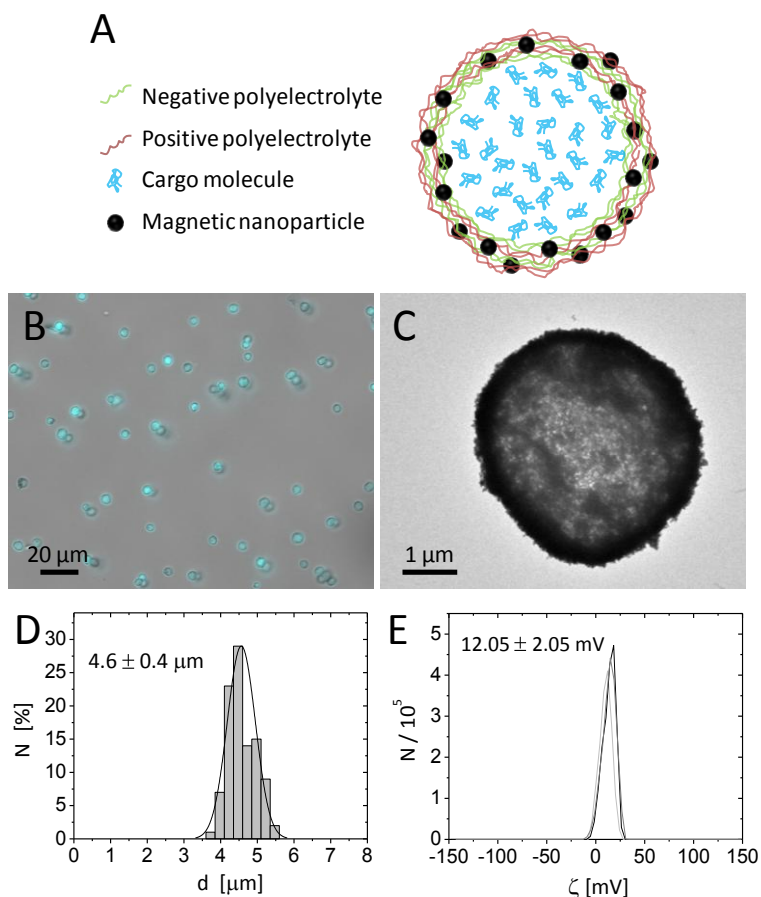 A
Negative polyelectrolyte
Positive polyelectrolyte
Cargo molecule
Magnetic nanoparticle
B
20 µm
C
1 µm
D
4.6 ± 0.4 µm
N [%]
30
25
20
15
10
5
0
0 1 2 3 4 5 6 7 8
d [µm]
E
12.05 ± 2.05 mV
N / 10⁵
5
4
3
2
1
0
-150 -100 -50 0 50 100 150
ζ [mV]